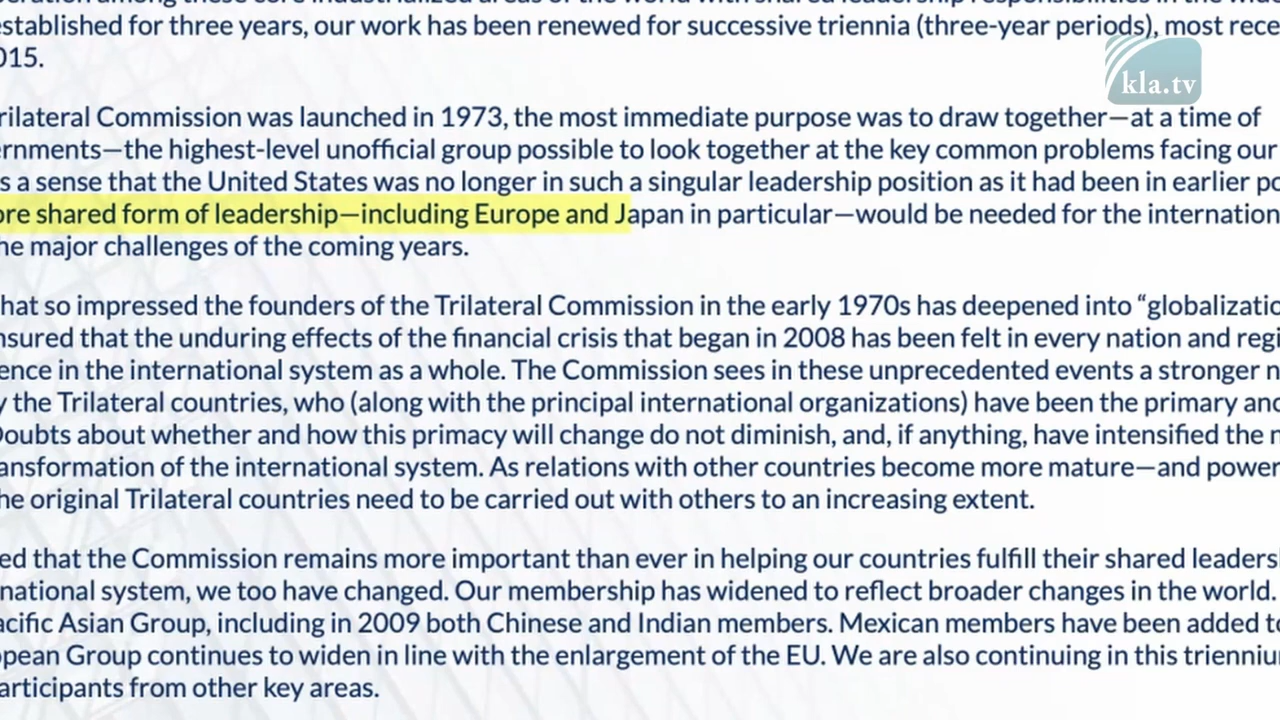 established for three years, our work has been renewed for successive triennia (three-year periods), most rece
015.
rilateral Commission was launched in 1973, the most immediate purpose was to draw together—at a time of
ernments—the highest-level unofficial group possible to look together at the key common problems facing our
s a sense that the United States was no longer in such a singular leadership position as it had been in earlier po
ore shared form of leadership—including Europe and Japan in particular—would be needed for the internation
he major challenges of the coming years.
hat so impressed the founders of the Trilateral Commission in the early 1970s has deepened into “globalizatio
nsured that the unduring effects of the financial crisis that began in 2008 has been felt in every nation and regi
ence in the international system as a whole. The Commission sees in these unprecedented events a stronger n
y the Trilateral countries, who (along with the principal international organizations) have been the primary anc
Doubts about whether and how this primacy will change do not diminish, and, if anything, have intensified the n
ansformation of the international system. As relations with other countries become more mature—and power
he original Trilateral countries need to be carried out with others to an increasing extent.
ed that the Commission remains more important than ever in helping our countries fulfill their shared leadersh
national system, we too have changed. Our membership has widened to reflect broader changes in the world.
acific Asian Group, including in 2009 both Chinese and Indian members. Mexican members have been added to
opean Group continues to widen in line with the enlargement of the EU. We are also continuing in this trienniu
articipants from other key areas.
kla.tv